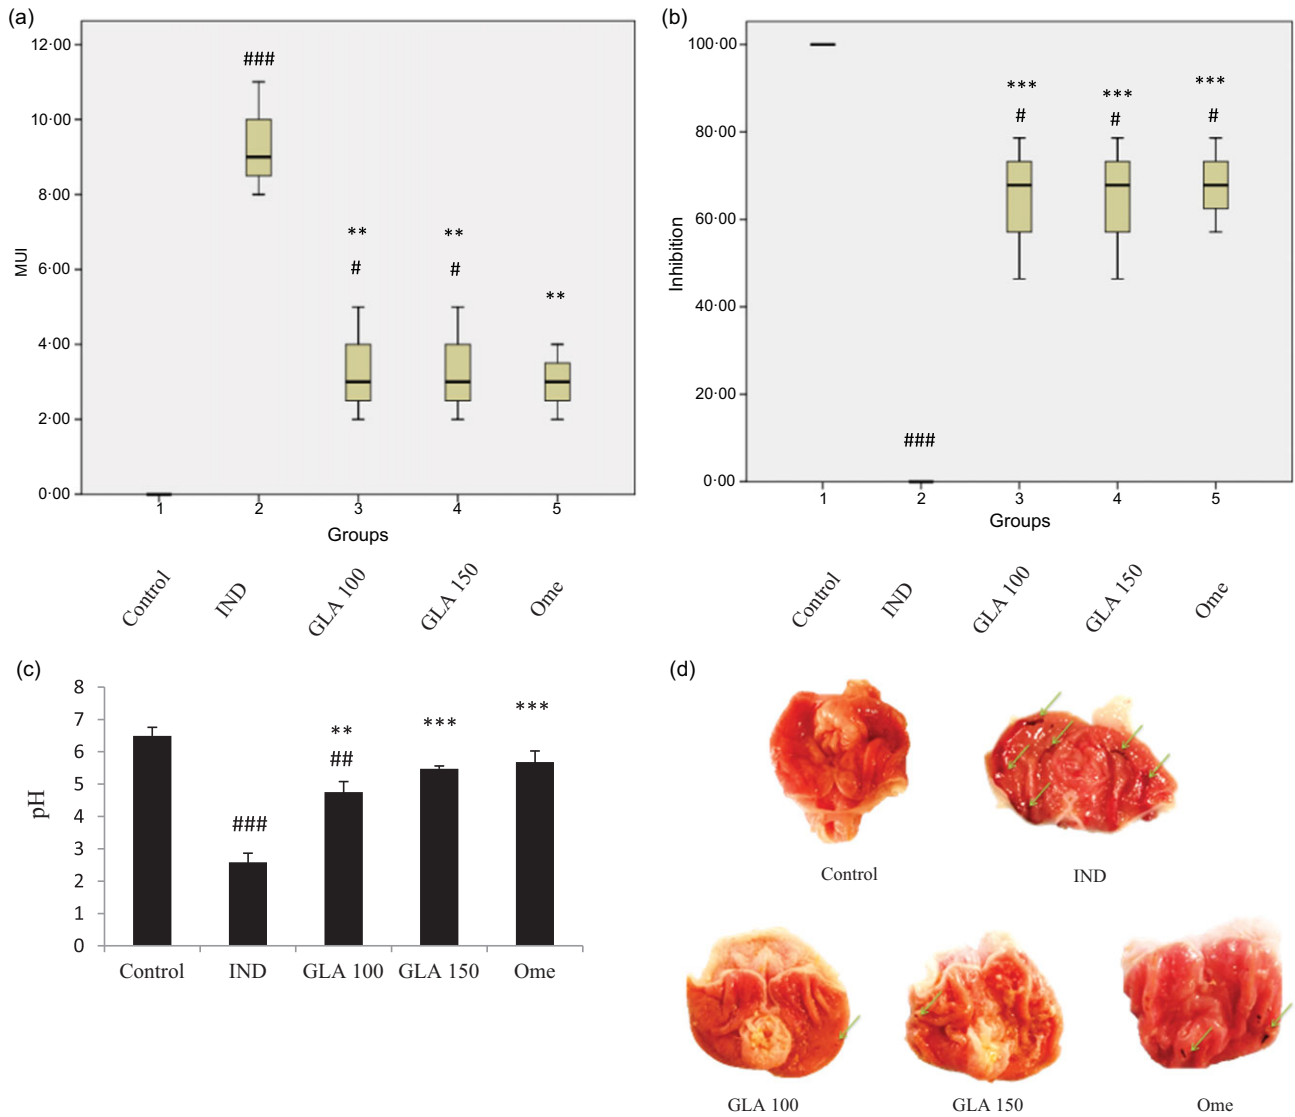 (a)
MUI
12·00
10·00
8·00
6·00
4·00
2·00
0·00
###
**
#
**
#
**
1 2 3 4 5
Groups
Control IND GLA 100 GLA 150 Ome
(b)
Inhibition
100·00
80·00
60·00
40·00
20·00
0·00
###
***
#
***
#
***
#
1 2 3 4 5
Groups
Control IND GLA 100 GLA 150 Ome
(c)
pH
8
7
6
5
4
3
2
1
0
###
**
##
***
***
Control IND GLA 100 GLA 150 Ome
(d)
Control IND
GLA 100 GLA 150 Ome